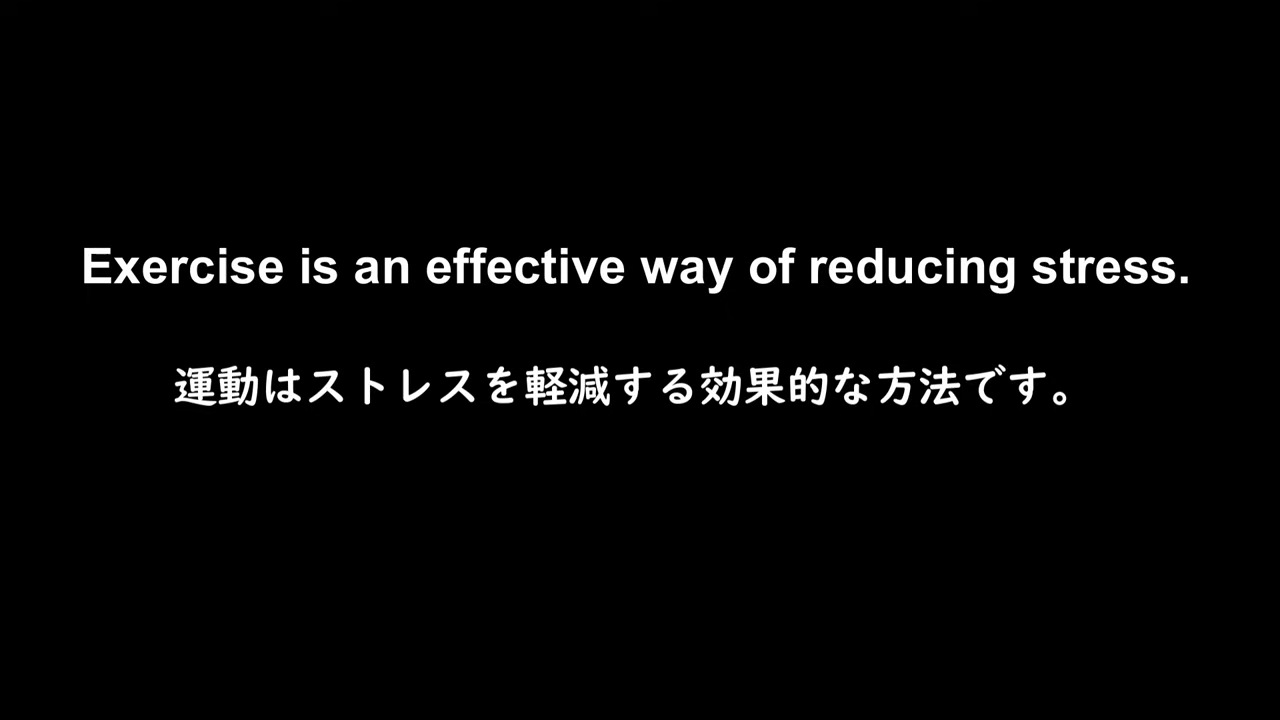 Exercise is an effective way of reducing stress.
運動はストレスを軽減する効果的な方法です。